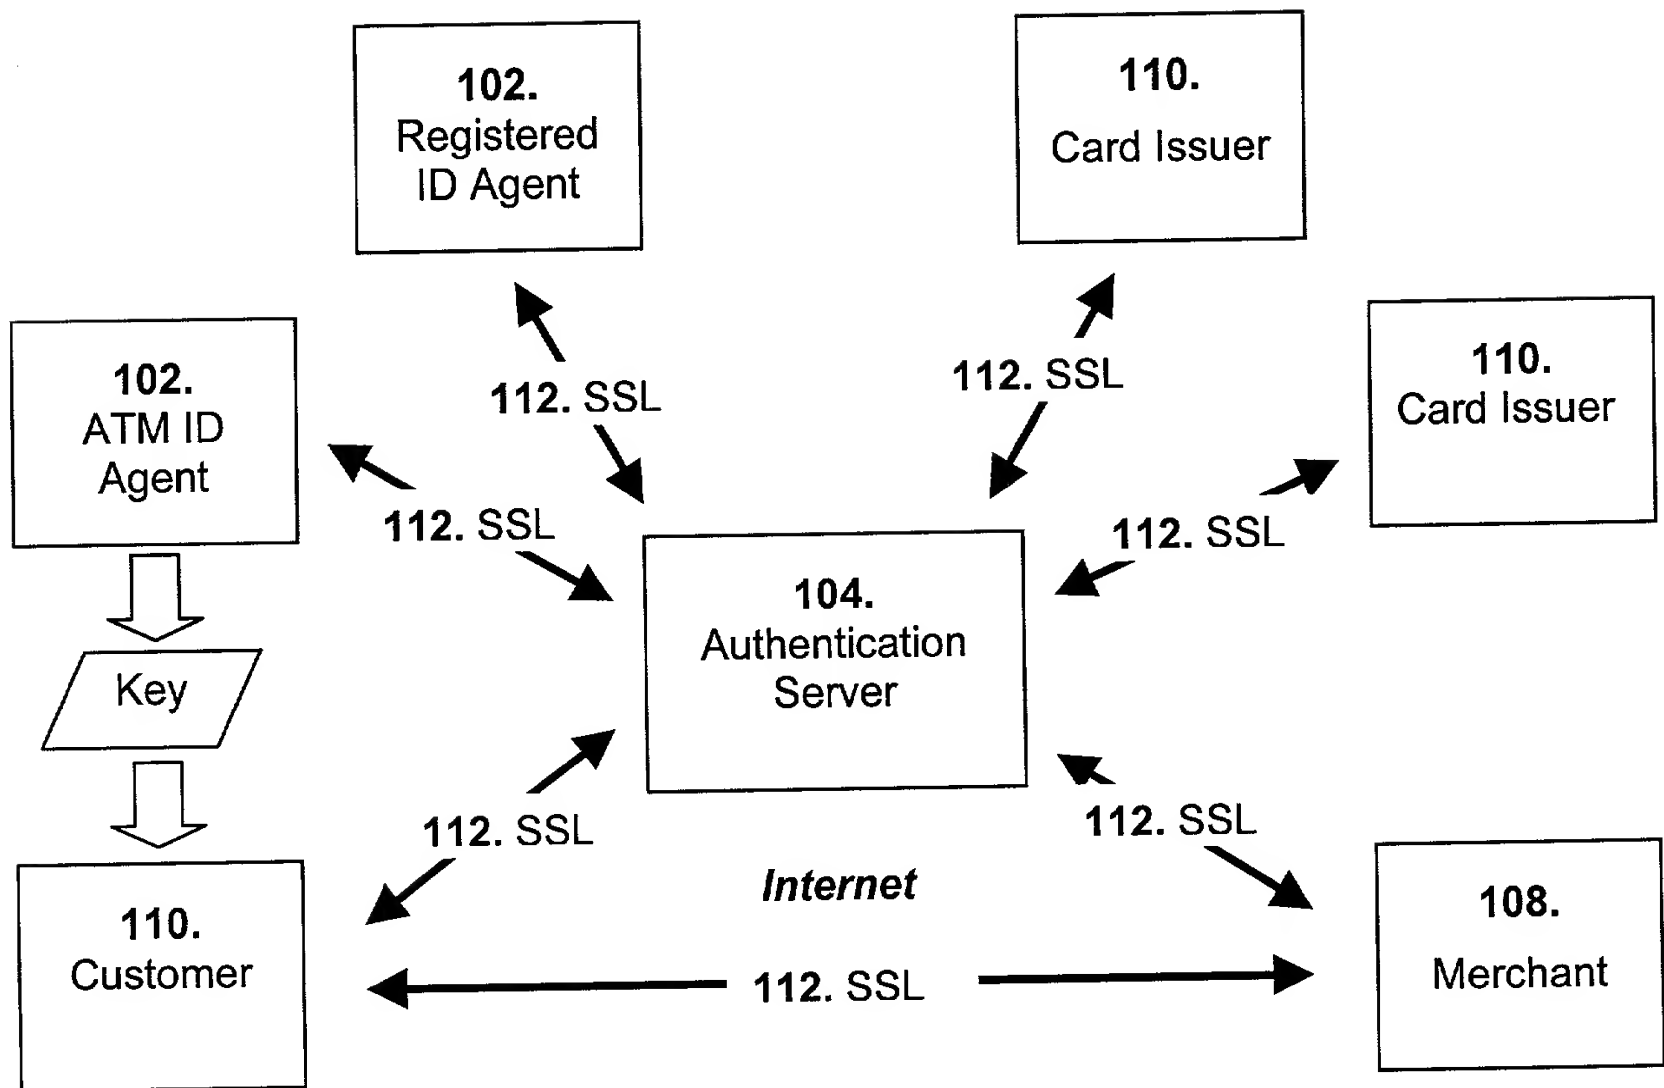 102.
Registered
ID Agent
110.
Card Issuer
102.
ATM ID
Agent
112. SSL
112. SSL
110.
Card Issuer
112. SSL
112. SSL
104.
Authentication
Server
Key
112. SSL
112. SSL
Internet
110.
Customer
112. SSL
108.
Merchant